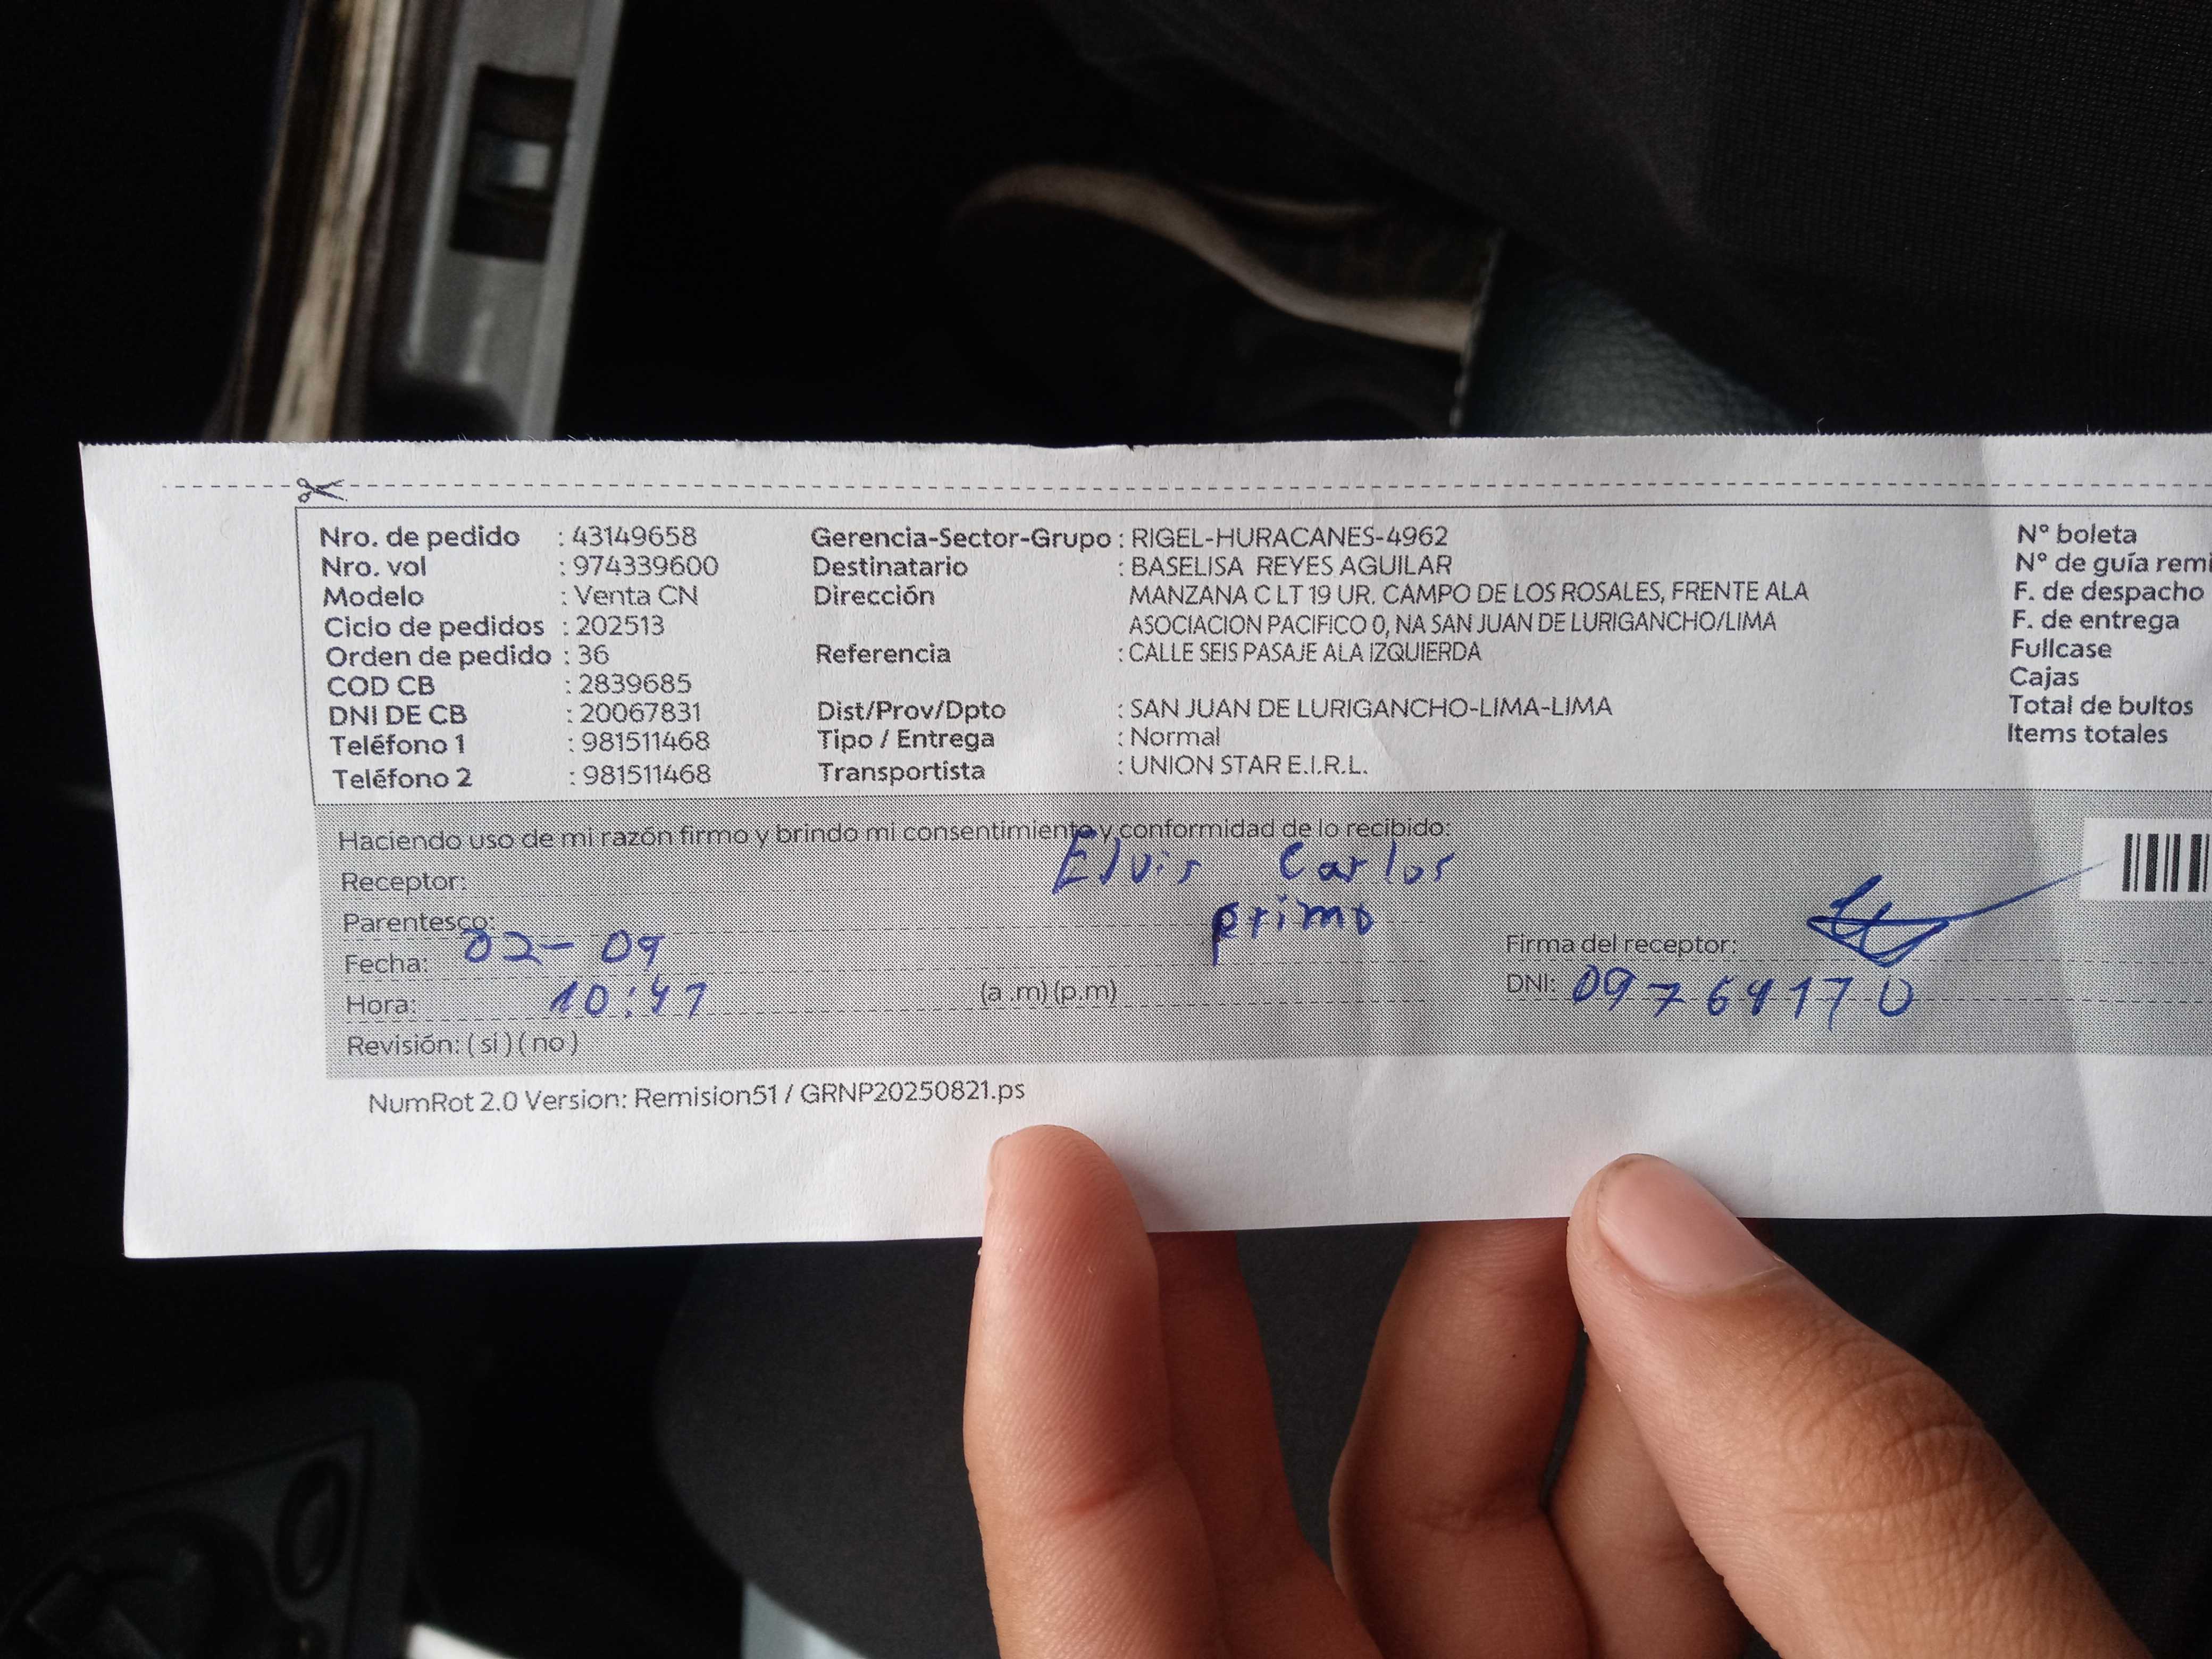 Nro. de pedido : 43149658 Gerencia-Sector-Grupo : RIGEL-HURACANES-4962 N° boleta
Nro. vol : 974339600 Destinatario : BASELISA REYES AGUILAR N° de guía remi
Modelo : Venta CN Dirección MANZANA C LT 19 UR. CAMPO DE LOS ROSALES, FRENTE ALA F. de despacho
Ciclo de pedidos : 202513 ASOCIACION PACIFICO 0, NA SAN JUAN DE LURIGANCHO/LIMA F. de entrega
Orden de pedido : 36 Referencia : CALLE SEIS PASAJE ALA IZQUIERDA Fullcase
COD CB : 2839685 Cajas
DNI DE CB : 20067831 Dist/Prov/Dpto : SAN JUAN DE LURIGANCHO-LIMA-LIMA Total de bultos
Teléfono 1 : 981511468 Tipo / Entrega : Normal Items totales
Teléfono 2 : 981511468 Transportista : UNION STAR E.I.R.L.
Haciendo uso de mi razón firmo y brindo mi consentimiento y conformidad de lo recibido:
Receptor: Elvis Carlos
Parentesco: primo
Fecha: 02-09 Firma del receptor:
Hora: 10:47 (a .m) (p.m) DNI: 09764170
Revisión: ( si ) ( no )
NumRot 2.0 Version: Remision51 / GRNP20250821.ps